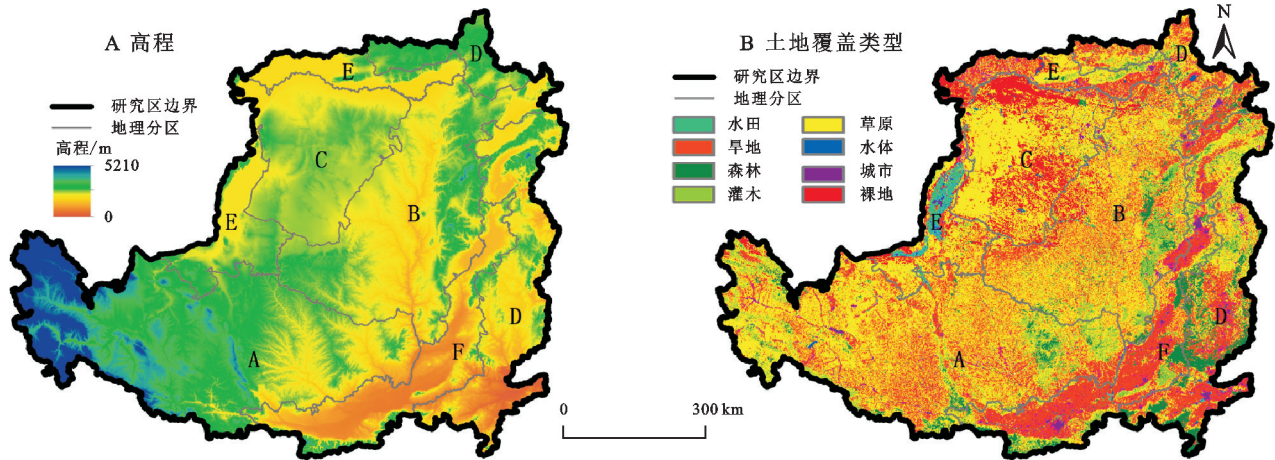 A 高程
研究区边界
地理分区
高程/m
5210
0
A
B
C
D
D
E
E
F
0
300 km
B 土地覆盖类型
N
研究区边界
地理分区
水田
草原
旱地
水体
森林
城市
灌木
裸地
A
B
C
D
D
E
E
F